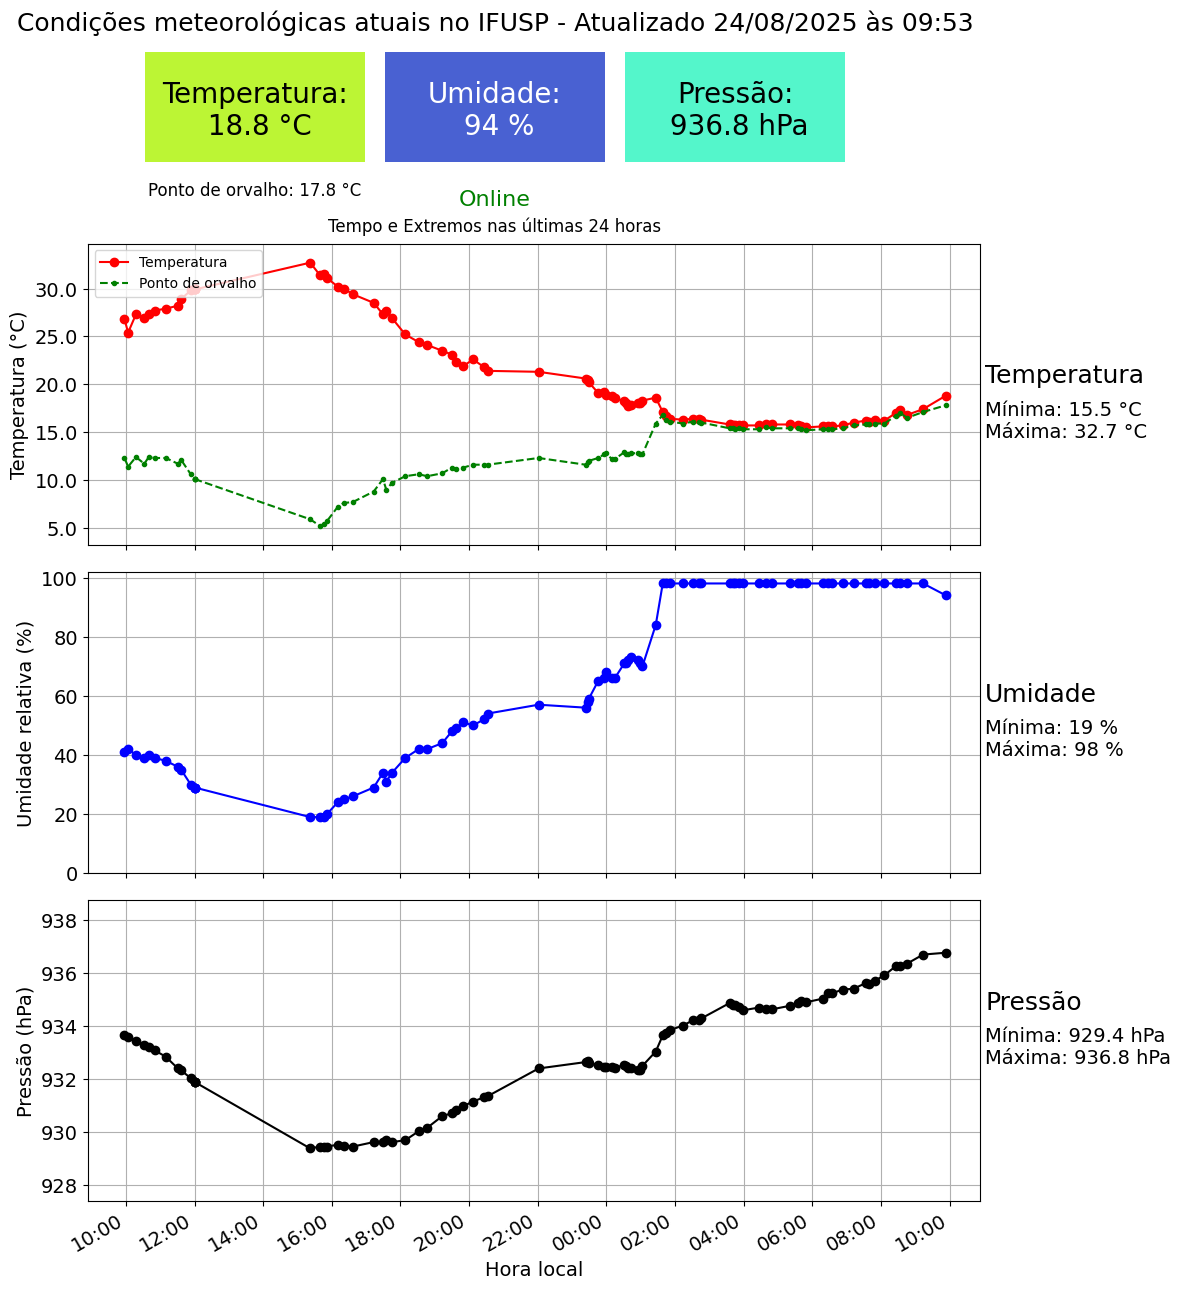 Condições meteorológicas atuais no IFUSP - Atualizado 24/08/2025 às 09:53
Temperatura:
18.8 °C
Umidade:
94 %
Pressão:
936.8 hPa
Ponto de orvalho: 17.8 °C
Online
Tempo e Extremos nas últimas 24 horas
Temperatura
Ponto de orvalho
Temperatura (°C)
30.0
25.0
20.0
15.0
10.0
5.0
Temperatura
Mínima: 15.5 °C
Máxima: 32.7 °C
Umidade relativa (%)
100
80
60
40
20
0
Umidade
Mínima: 19 %
Máxima: 98 %
Pressão (hPa)
938
936
934
932
930
928
Pressão
Mínima: 929.4 hPa
Máxima: 936.8 hPa
10:00 12:00 14:00 16:00 18:00 20:00 22:00 00:00 02:00 04:00 06:00 08:00 10:00
Hora local